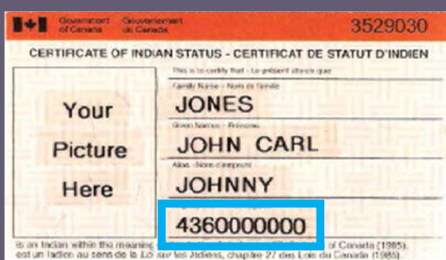 Government Gouvernement
of Canada du Canada
3529030
CERTIFICATE OF INDIAN STATUS - CERTIFICAT DE STATUT D'INDIEN
This is to certify that - Le présent atteste que
Family Name - Nom de famille
JONES
Your
Given Names - Prénoms
JOHN CARL
Picture
Alias - Nom d'emprunt
JOHNNY
Here
4360000000
is an Indian within the meaning of Canada (1985).
est un Indien au sens de la Loi sur les Indiens, chapitre 27 des Lois du Canada (1985).